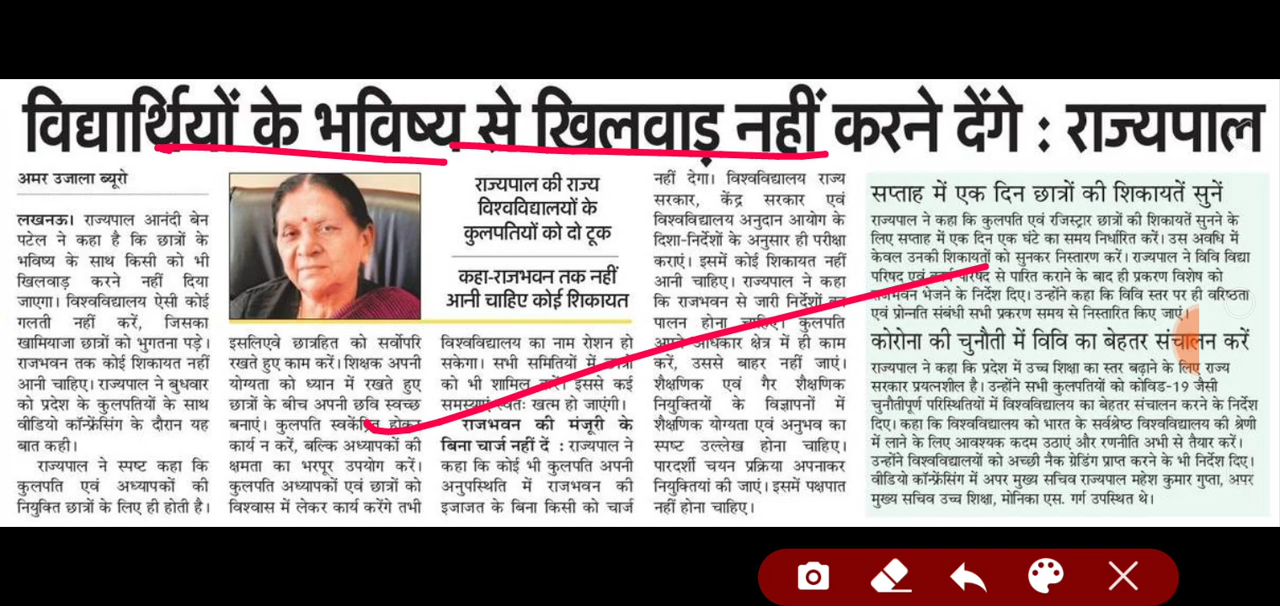 विद्यार्थियों के भविष्य से खिलवाड़ नहीं करने देंगे : राज्यपाल
अमर उजाला ब्यूरो
लखनऊ। राज्यपाल आनंदी बेन
पटेल ने कहा है कि छात्रों के
भविष्य के साथ किसी को भी
खिलवाड़ करने नहीं दिया
जाएगा। विश्वविद्यालय ऐसी कोई
गलती नहीं करें, जिसका
खामियाजा छात्रों को भुगतना पड़े।
राजभवन तक कोई शिकायत नहीं
आनी चाहिए। राज्यपाल ने बुधवार
को प्रदेश के कुलपतियों के साथ
वीडियो कॉन्फ्रेंसिंग के दौरान यह
बात कही।
राज्यपाल ने स्पष्ट कहा कि
कुलपति एवं अध्यापकों की
नियुक्ति छात्रों के लिए ही होती है।
इसलिएवे छात्रहित को सर्वोपरि
रखते हुए काम करें। शिक्षक अपनी
योग्यता को ध्यान में रखते हुए
छात्रों के बीच अपनी छवि स्वच्छ
बनाएं। कुलपति स्वकेंद्रित होकर
कार्य न करें, बल्कि अध्यापकों की
क्षमता का भरपूर उपयोग करें।
कुलपति अध्यापकों एवं छात्रों को
विश्वास में लेकर कार्य करेंगे तभी
राज्यपाल की राज्य
विश्वविद्यालयों के
कुलपतियों को दो टूक
कहा-राजभवन तक नहीं
आनी चाहिए कोई शिकायत
विश्वविद्यालय का नाम रोशन हो
सकेगा। सभी समितियों में छात्रों
को भी शामिल करें। इससे कई
समस्याएं स्वतः खत्म हो जाएंगी।
राजभवन की मंजूरी के
बिना चार्ज नहीं दें : राज्यपाल ने
कहा कि कोई भी कुलपति अपनी
अनुपस्थिति में राजभवन की
इजाजत के बिना किसी को चार्ज
नहीं देगा। विश्वविद्यालय राज्य
सरकार, केंद्र सरकार एवं
विश्वविद्यालय अनुदान आयोग के
दिशा-निर्देशों के अनुसार ही परीक्षा
कराएं। इसमें कोई शिकायत नहीं
आनी चाहिए। राज्यपाल ने कहा
कि राजभवन से जारी निर्देशों का
पालन होना चाहिए। कुलपति
अपने अधिकार क्षेत्र में ही काम
करें, उससे बाहर नहीं जाएं।
शैक्षणिक एवं गैर शैक्षणिक
नियुक्तियों के विज्ञापनों में
शैक्षणिक योग्यता एवं अनुभव का
स्पष्ट उल्लेख होना चाहिए।
पारदर्शी चयन प्रक्रिया अपनाकर
नियुक्तियां की जाएं। इसमें पक्षपात
नहीं होना चाहिए।
सप्ताह में एक दिन छात्रों की शिकायतें सुनें
राज्यपाल ने कहा कि कुलपति एवं रजिस्ट्रार छात्रों की शिकायतें सुनने के
लिए सप्ताह में एक दिन एक घंटे का समय निर्धारित करें। उस अवधि में
केवल उनकी शिकायतों को सुनकर निस्तारण करें। राज्यपाल ने विवि विद्या
परिषद एवं कार्य परिषद से पारित कराने के बाद ही प्रकरण विशेष को
राजभवन भेजने के निर्देश दिए। उन्होंने कहा कि विवि स्तर पर ही वरिष्ठता
एवं प्रोन्नति संबंधी सभी प्रकरण समय से निस्तारित किए जाएं।
कोरोना की चुनौती में विवि का बेहतर संचालन करें
राज्यपाल ने कहा कि प्रदेश में उच्च शिक्षा का स्तर बढ़ाने के लिए राज्य
सरकार प्रयत्नशील है। उन्होंने सभी कुलपतियों को कोविड-19 जैसी
चुनौतीपूर्ण परिस्थितियों में विश्वविद्यालय का बेहतर संचालन करने के निर्देश
दिए। कहा कि विश्वविद्यालय को भारत के सर्वश्रेष्ठ विश्वविद्यालय की श्रेणी
में लाने के लिए आवश्यक कदम उठाएं और रणनीति अभी से तैयार करें।
उन्होंने विश्वविद्यालयों को अच्छी नैक ग्रेडिंग प्राप्त करने के भी निर्देश दिए।
वीडियो कॉन्फ्रेंसिंग में अपर मुख्य सचिव राज्यपाल महेश कुमार गुप्ता, अपर
मुख्य सचिव उच्च शिक्षा, मोनिका एस. गर्ग उपस्थित थे।